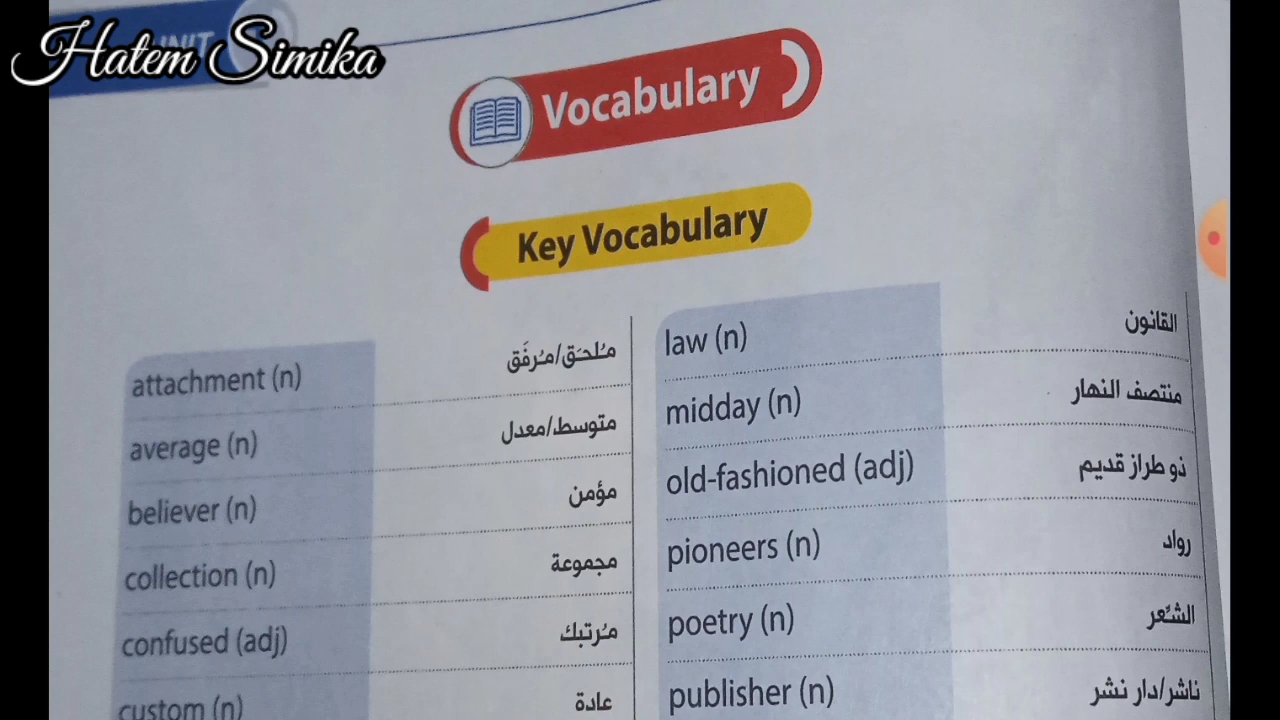 UNIT
Hatem Simika
Vocabulary
Key Vocabulary
attachment (n) مُلحَق/مُرفَق
average (n) متوسط/معدل
believer (n) مؤمن
collection (n) مجموعة
confused (adj) مُرتبك
custom (n) عادة
law (n) القانون
midday (n) منتصف النهار
old-fashioned (adj) ذو طراز قديم
pioneers (n) رواد
poetry (n) الشِّعر
publisher (n) ناشر/دار نشر